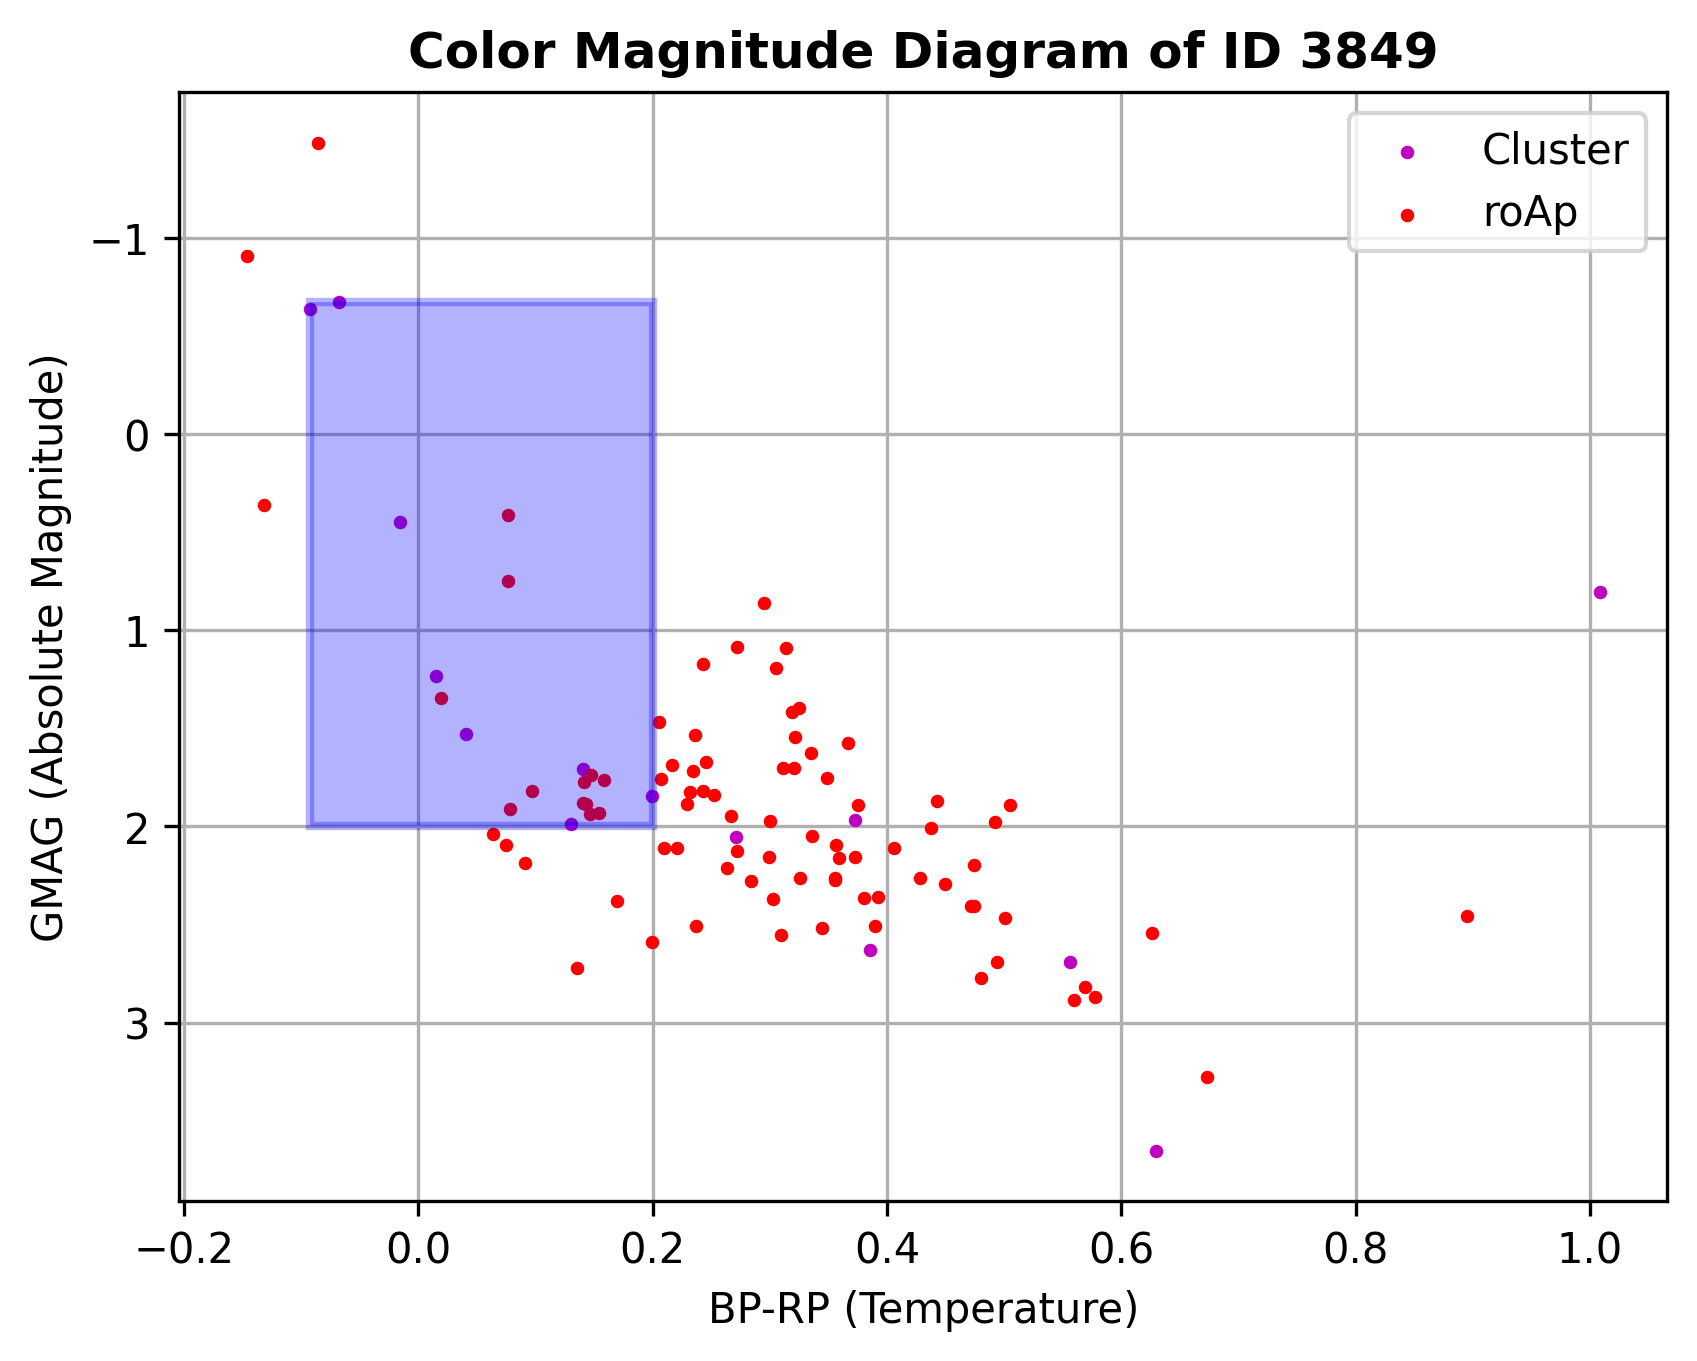 Color Magnitude Diagram of ID 3849
Cluster
roAp
−1
0
1
2
3
GMAG (Absolute Magnitude)
−0.2 0.0 0.2 0.4 0.6 0.8 1.0
BP-RP (Temperature)